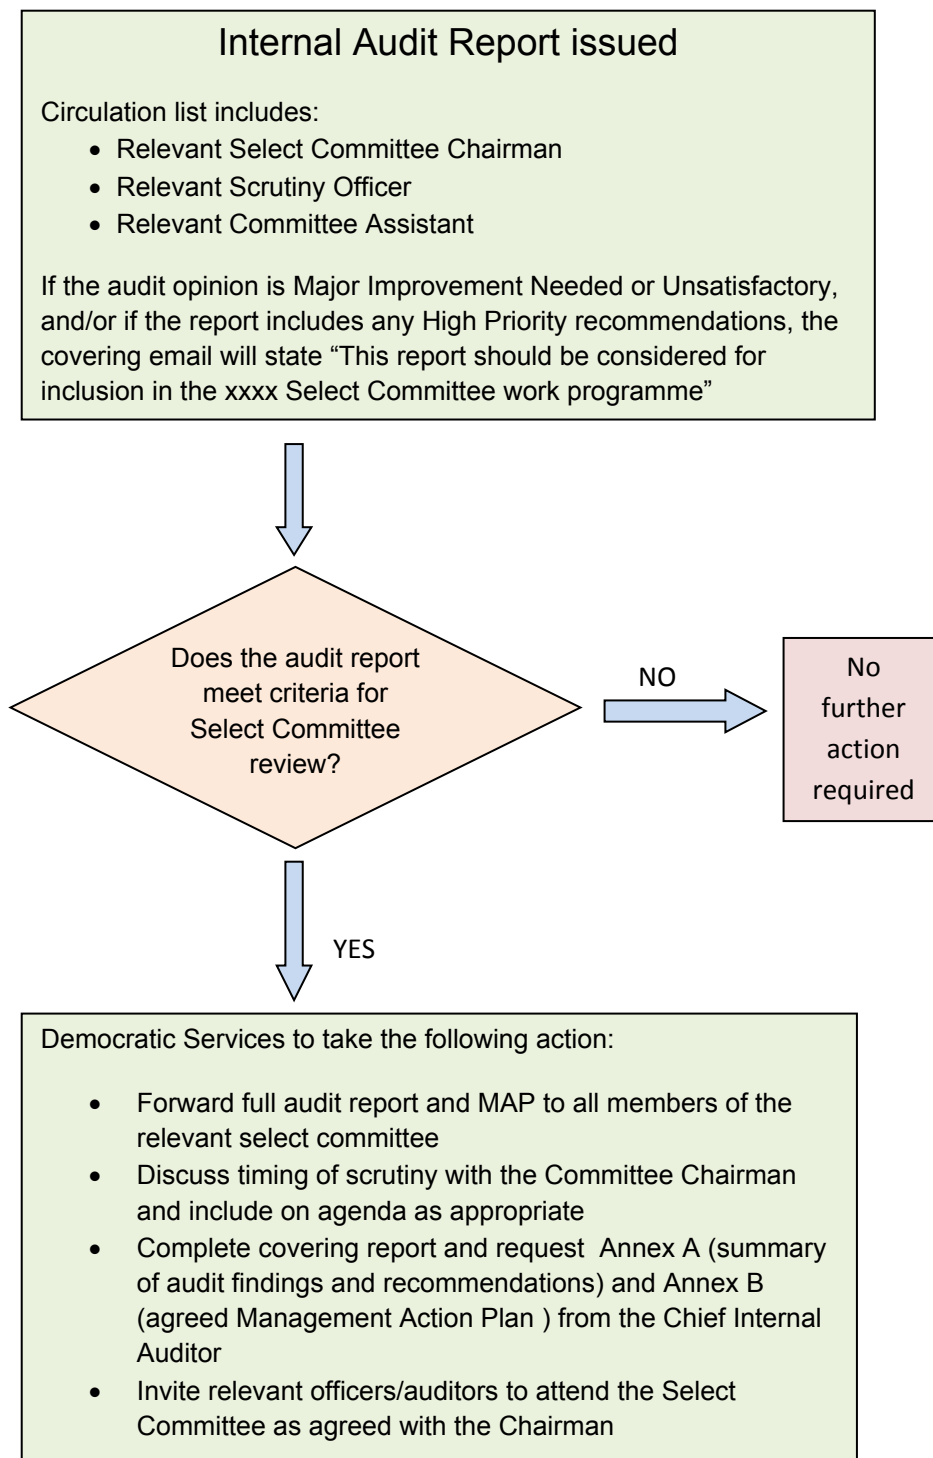 Internal Audit Report issued
Circulation list includes:
• Relevant Select Committee Chairman
• Relevant Scrutiny Officer
• Relevant Committee Assistant
If the audit opinion is Major Improvement Needed or Unsatisfactory,
and/or if the report includes any High Priority recommendations, the
covering email will state “This report should be considered for
inclusion in the xxxx Select Committee work programme”
Does the audit report
meet criteria for
Select Committee
review?
NO
No
further
action
required
YES
Democratic Services to take the following action:
• Forward full audit report and MAP to all members of the
relevant select committee
• Discuss timing of scrutiny with the Committee Chairman
and include on agenda as appropriate
• Complete covering report and request  Annex A (summary
of audit findings and recommendations) and Annex B
(agreed Management Action Plan ) from the Chief Internal
Auditor
• Invite relevant officers/auditors to attend the Select
Committee as agreed with the Chairman